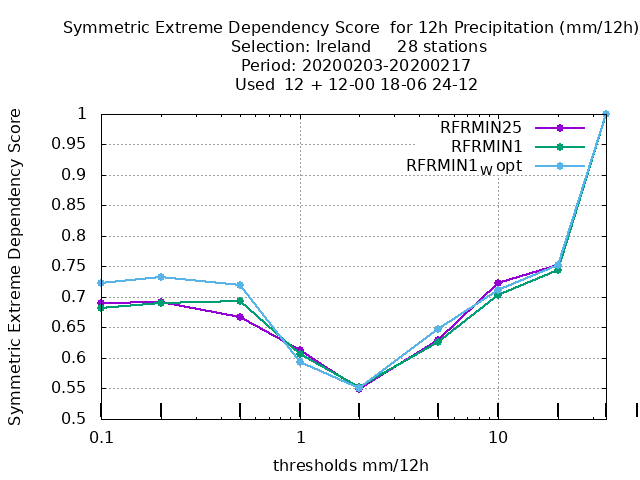 Symmetric Extreme Dependency Score  for 12h Precipitation (mm/12h)
Selection: Ireland     28 stations
Period: 20200203-20200217
Used  12 + 12-00 18-06 24-12
Symmetric Extreme Dependency Score
1
0.95
0.9
0.85
0.8
0.75
0.7
0.65
0.6
0.55
0.5
RFRMIN25
RFRMIN1
RFRMIN1W opt
0.1 1 10
thresholds mm/12h